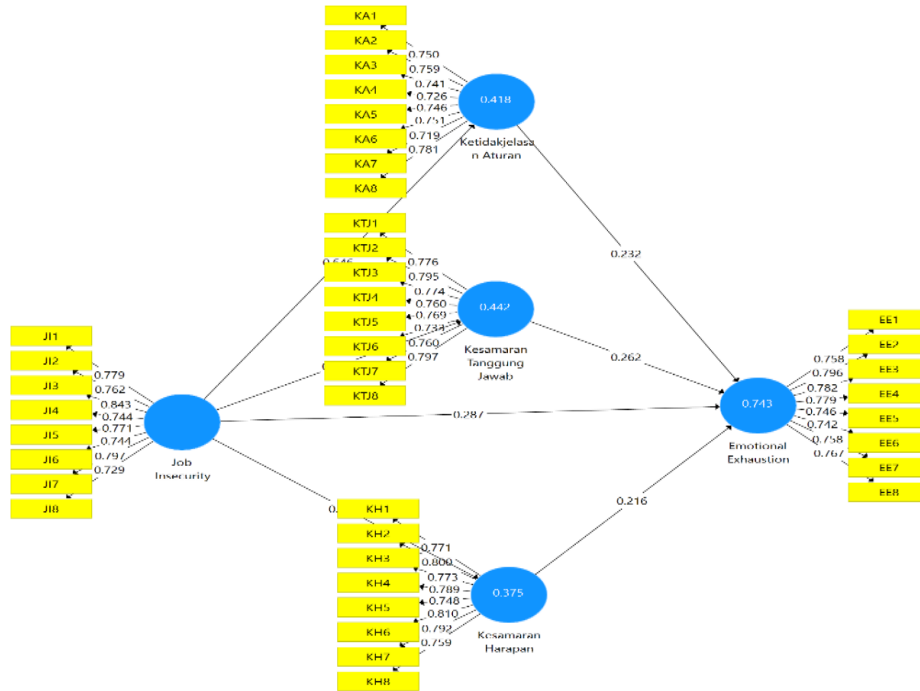 KA1
KA2
KA3
KA4
KA5
KA6
KA7
KA8
0.750
0.759
0.741
0.726
0.746
0.751
0.719
0.781
0.418
Ketidakjelasa
n Aturan
KTJ1
KTJ2
KTJ3
KTJ4
KTJ5
KTJ6
KTJ7
KTJ8
0.776
0.795
0.774
0.760
0.769
0.733
0.760
0.797
0.442
Kesamaran
Tanggung
Jawab
JI1
JI2
JI3
JI4
JI5
JI6
JI7
JI8
0.779
0.762
0.843
0.744
0.771
0.744
0.797
0.729
Job
Insecurity
0.646
0.287
0.232
0.262
0.216
0.743
Emotional
Exhaustion
0.758
0.796
0.782
0.779
0.746
0.742
0.758
0.767
EE1
EE2
EE3
EE4
EE5
EE6
EE7
EE8
KH1
KH2
KH3
KH4
KH5
KH6
KH7
KH8
0.771
0.800
0.773
0.789
0.748
0.810
0.792
0.759
0.375
Kesamaran
Harapan